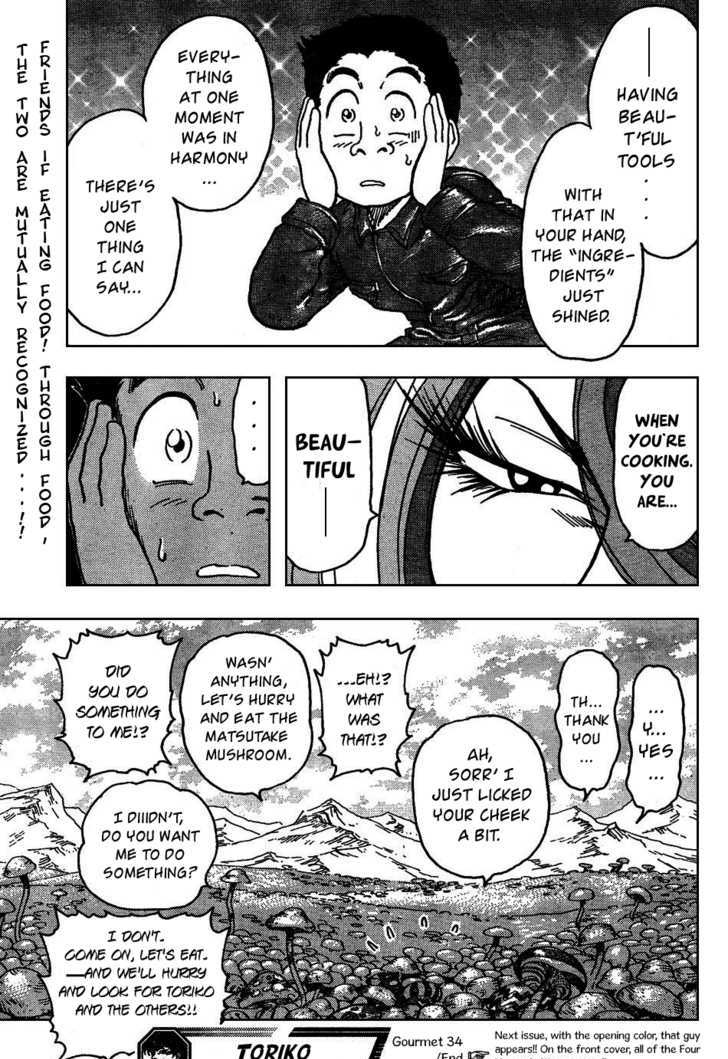 HAVING
BEAU-
T'FUL
TOOLS
...
WITH
THAT IN
YOUR HAND,
THE "INGRE-
DIENTS"
JUST
SHINED.
EVERY-
THING
AT ONE
MOMENT
WAS IN
HARMONY
...
THERE'S
JUST
ONE
THING
I CAN
SAY...
FRIENDS IF EATING FOOD! THROUGH FOOD,
THE TWO ARE MUTUALLY RECOGNIZED...!!
WHEN
YOU'RE
COOKING.
YOU
ARE...
BEAU-
TIFUL
...
...
Y...
YES
...
TH...
THANK
YOU
...
AH,
SORR' I
JUST LICKED
YOUR CHEEK
A BIT.
...EH!?
WHAT
WAS
THAT!?
WASN'
ANYTHING,
LET'S HURRY
AND EAT THE
MATSUTAKE
MUSHROOM.
DID
YOU DO
SOMETHING
TO ME!?
I DIIIDN'T,
DO YOU WANT
ME TO DO
SOMETHING?
I DON'T.
COME ON, LET'S EAT.
—AND WE'LL HURRY
AND LOOK FOR TORIKO
AND THE OTHERS!!
TORIKO
Gourmet 34
/End
Next issue, with the opening color, that guy
appears!! On the front cover, all of the Four